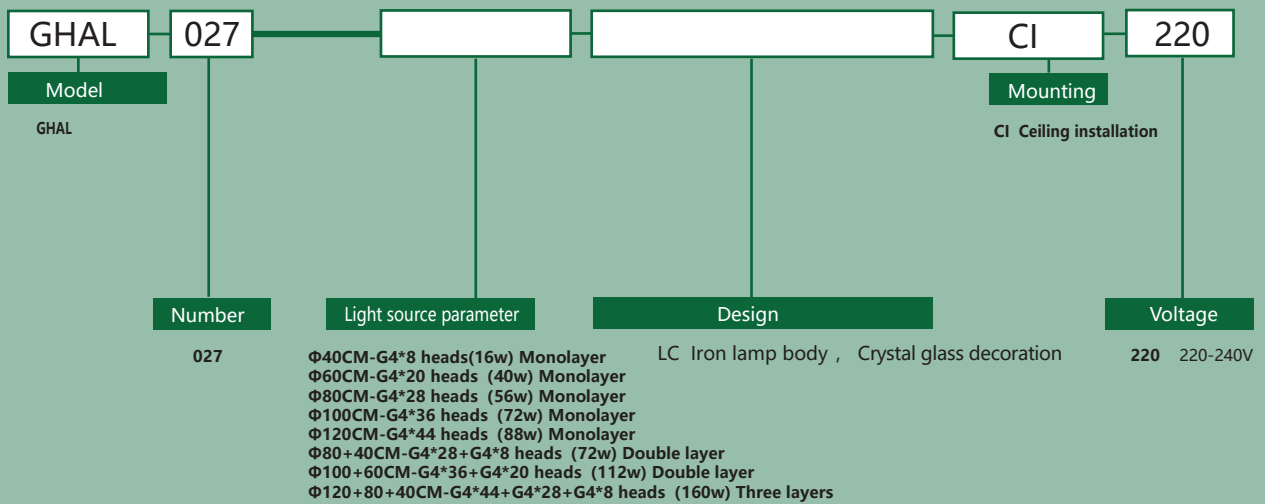 GHAL 027 CI 220
Model Mounting
GHAL CI Ceiling installation
Number Light source parameter Design Voltage
027 Φ40CM-G4*8 heads(16w) Monolayer LC Iron lamp body , Crystal glass decoration 220 220-240V
Φ60CM-G4*20 heads (40w) Monolayer
Φ80CM-G4*28 heads (56w) Monolayer
Φ100CM-G4*36 heads (72w) Monolayer
Φ120CM-G4*44 heads (88w) Monolayer
Φ80+40CM-G4*28+G4*8 heads (72w) Double layer
Φ100+60CM-G4*36+G4*20 heads (112w) Double layer
Φ120+80+40CM-G4*44+G4*28+G4*8 heads (160w) Three layers